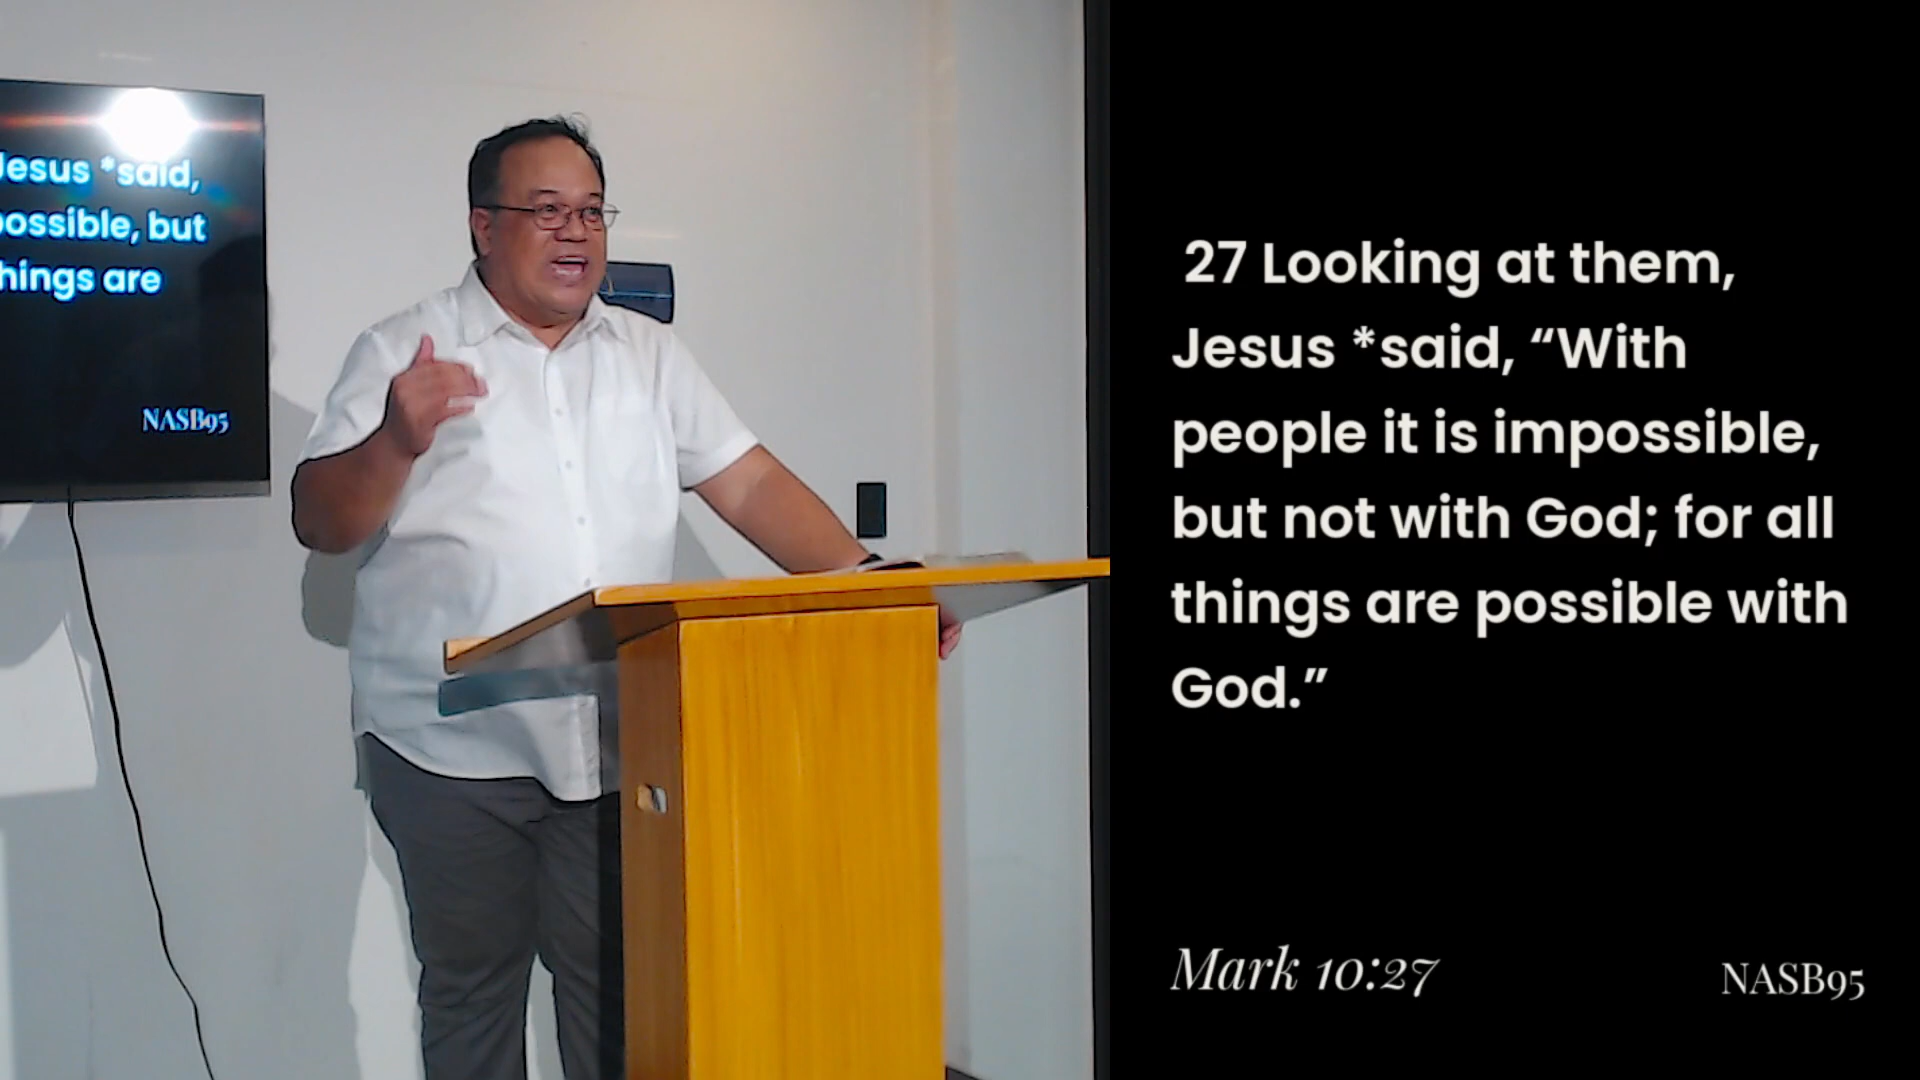 Jesus *said,
possible, but
things are
NASB95
27 Looking at them,
Jesus *said, “With
people it is impossible,
but not with God; for all
things are possible with
God.”
Mark 10:27
NASB95